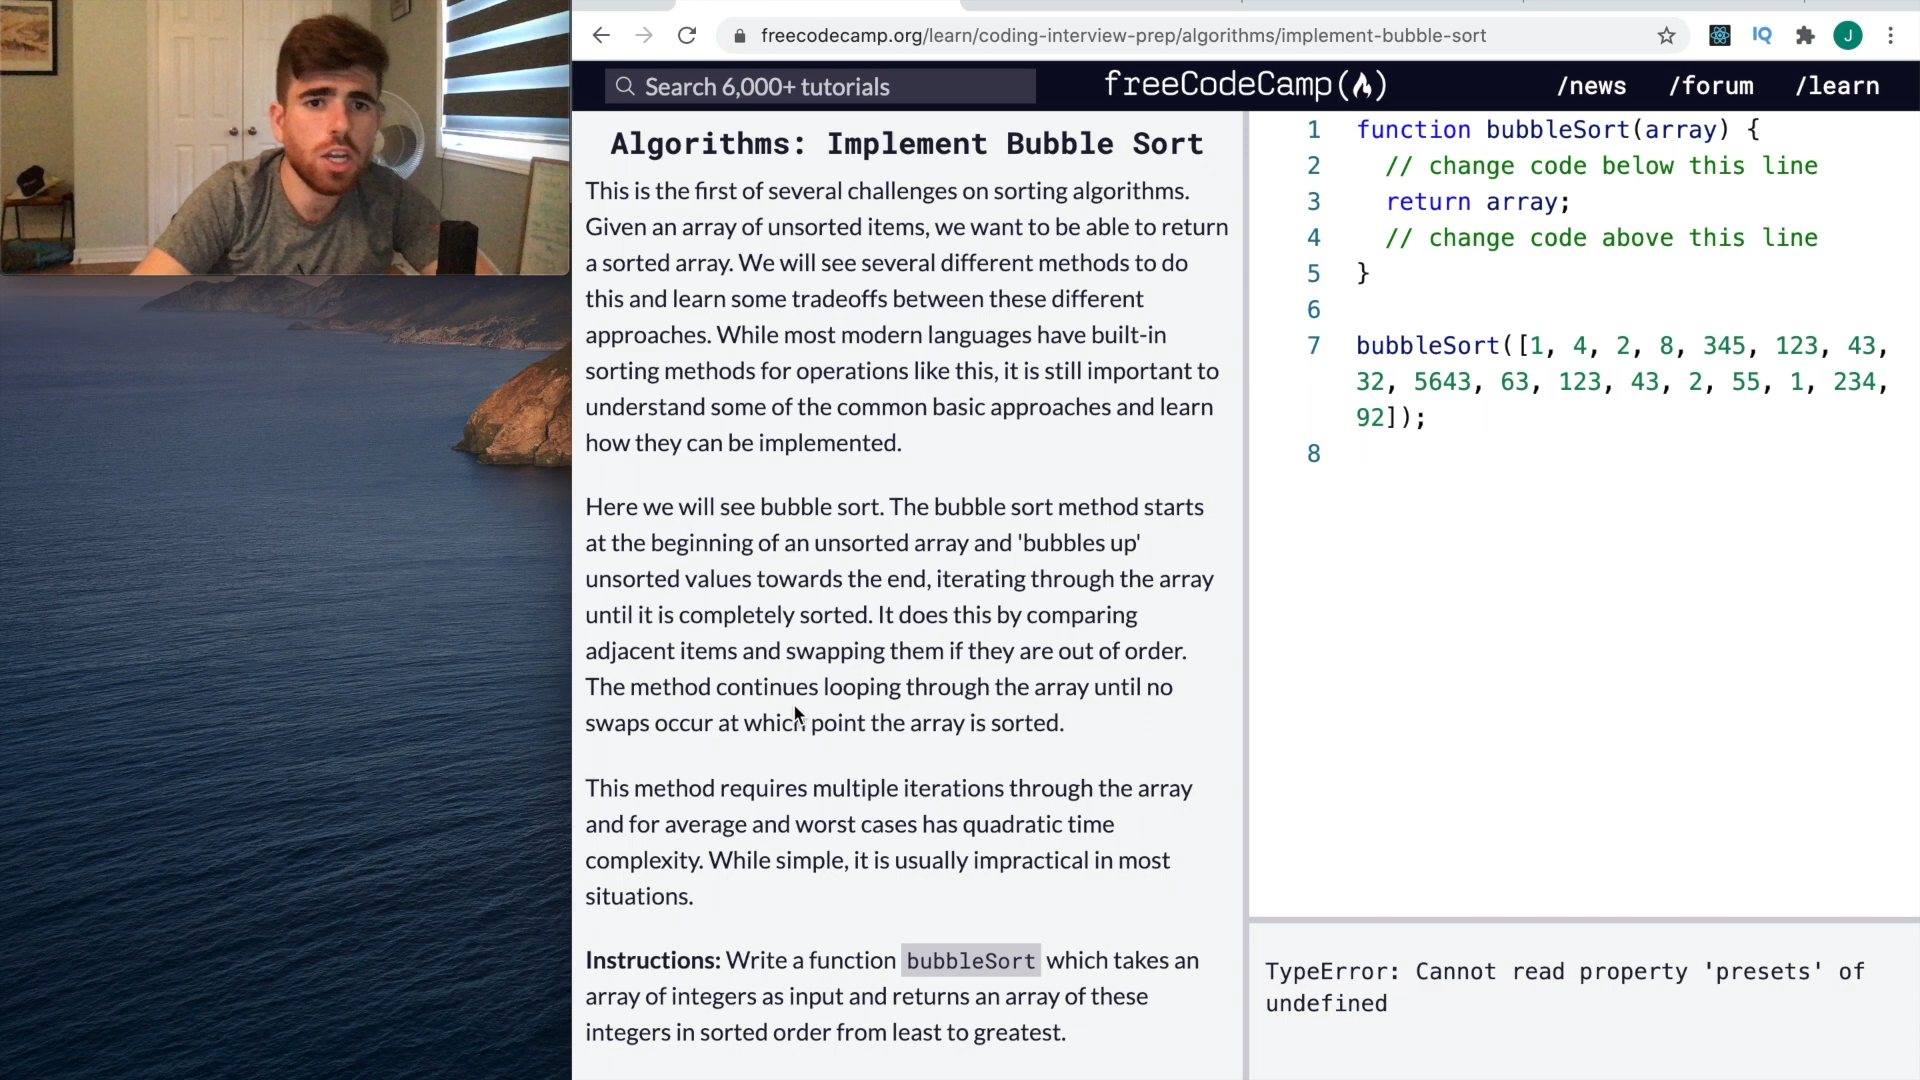 freecodecamp.org/learn/coding-interview-prep/algorithms/implement-bubble-sort
IQ
J
Search 6,000+ tutorials
freeCodeCamp
/news
/forum
/learn
Algorithms: Implement Bubble Sort
This is the first of several challenges on sorting algorithms.
Given an array of unsorted items, we want to be able to return
a sorted array. We will see several different methods to do
this and learn some tradeoffs between these different
approaches. While most modern languages have built-in
sorting methods for operations like this, it is still important to
understand some of the common basic approaches and learn
how they can be implemented.
Here we will see bubble sort. The bubble sort method starts
at the beginning of an unsorted array and 'bubbles up'
unsorted values towards the end, iterating through the array
until it is completely sorted. It does this by comparing
adjacent items and swapping them if they are out of order.
The method continues looping through the array until no
swaps occur at which point the array is sorted.
This method requires multiple iterations through the array
and for average and worst cases has quadratic time
complexity. While simple, it is usually impractical in most
situations.
Instructions: Write a function bubbleSort which takes an
array of integers as input and returns an array of these
integers in sorted order from least to greatest.
1 function bubbleSort(array) {
2 // change code below this line
3 return array;
4 // change code above this line
5 }
6
7 bubbleSort([1, 4, 2, 8, 345, 123, 43,
32, 5643, 63, 123, 43, 2, 55, 1, 234,
92]);
8
TypeError: Cannot read property 'presets' of
undefined